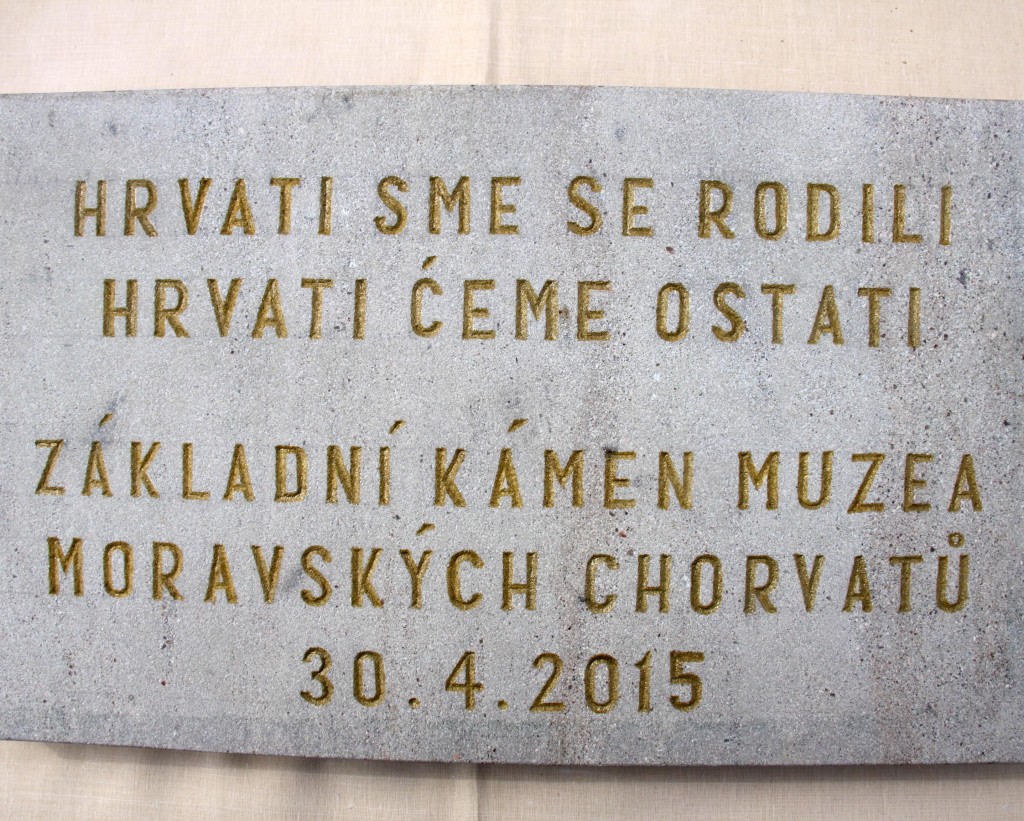 HRVATI SME SE RODILI
HRVATI ĆEME OSTATI
ZÁKLADNÍ KÁMEN MUZEA
MORAVSKÝCH CHORVATŮ
30.4.2015